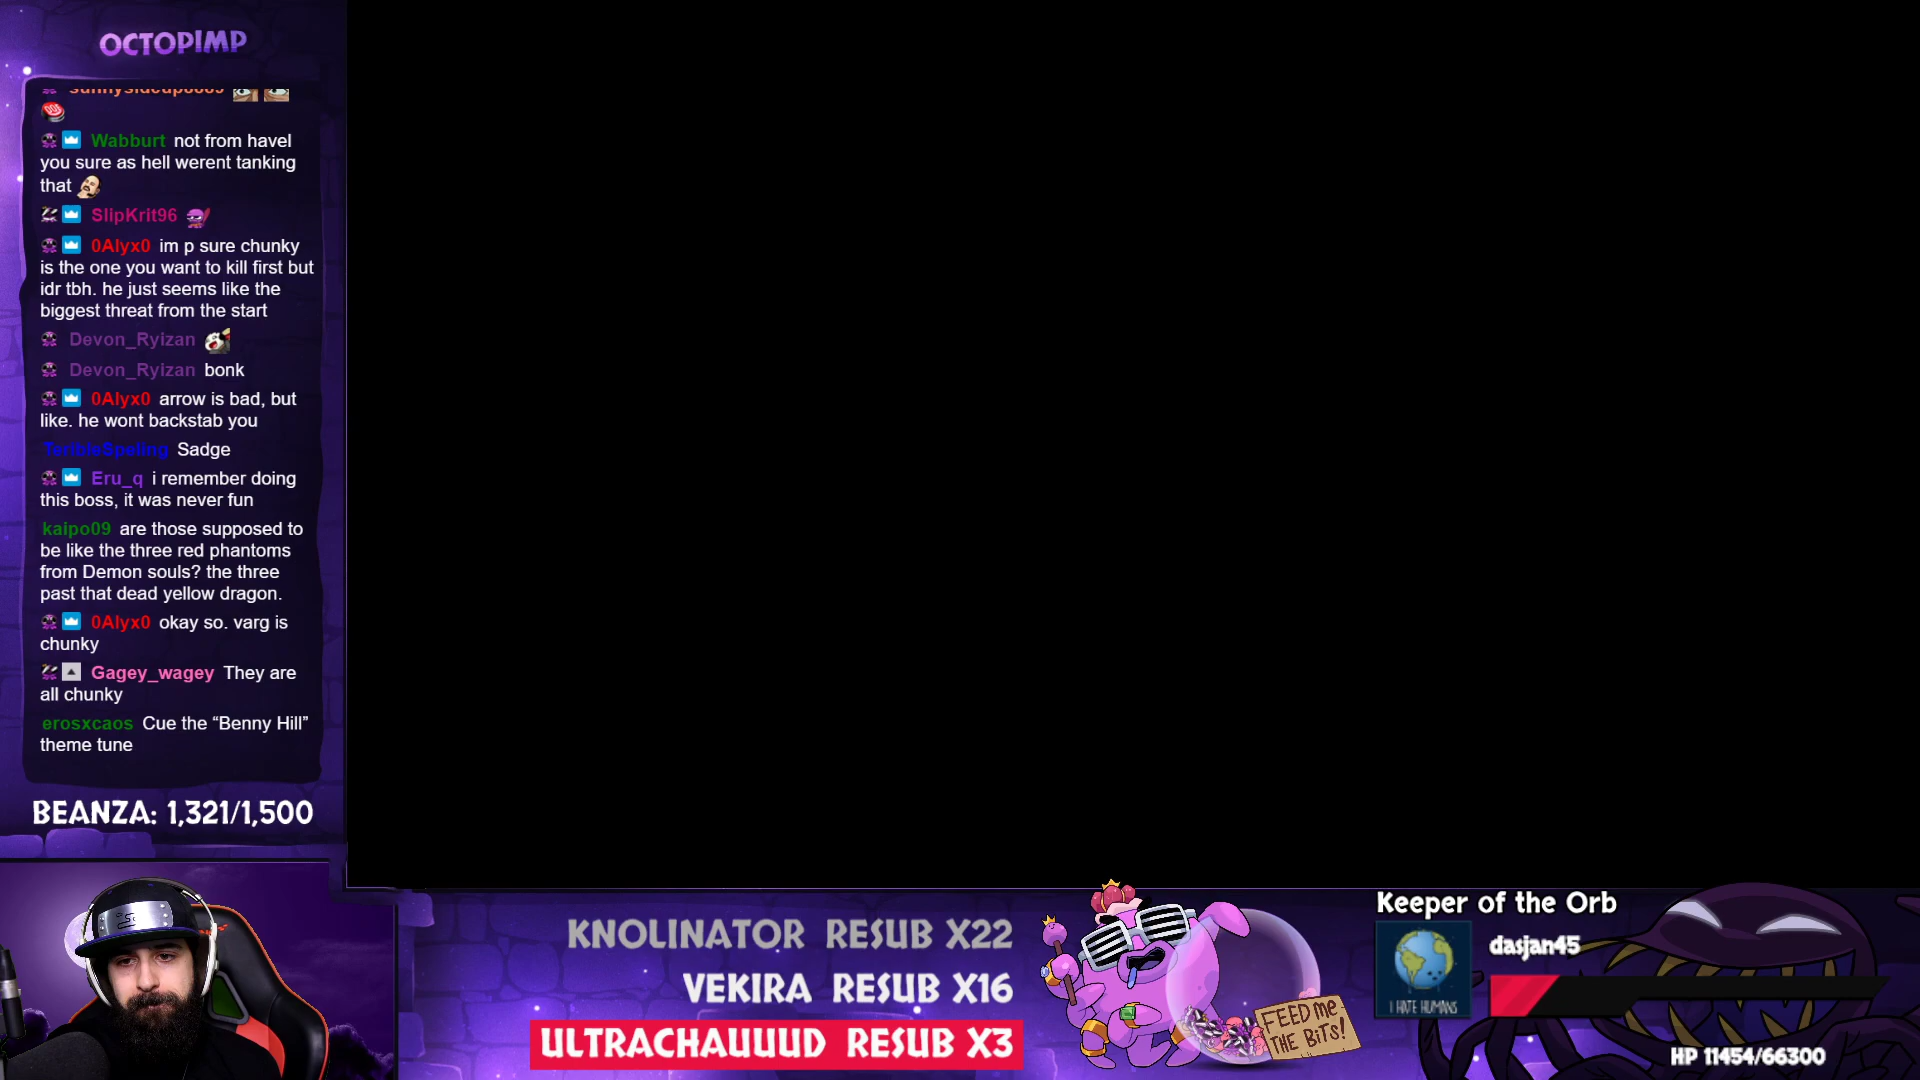 OCTOPIMP
sunnysideup8889
Wabburt not from havel
you sure as hell werent tanking
that
SlipKrit96
0Alyx0 im p sure chunky
is the one you want to kill first but
idr tbh. he just seems like the
biggest threat from the start
Devon_Ryizan
Devon_Ryizan bonk
0Alyx0 arrow is bad, but
like. he wont backstab you
TeribleSpeling Sadge
Eru_q i remember doing
this boss, it was never fun
kaipo09 are those supposed to
be like the three red phantoms
from Demon souls? the three
past that dead yellow dragon.
0Alyx0 okay so. varg is
chunky
Gagey_wagey They are
all chunky
erosxcaos Cue the “Benny Hill”
theme tune
BEANZA: 1,321/1,500
KNOLINATOR RESUB X22
VEKIRA RESUB X16
ULTRACHAUUUD RESUB X3
FEED ME
THE BITS!
Keeper of the Orb
dasjan45
I HATE HUMANS
HP 11454/66300